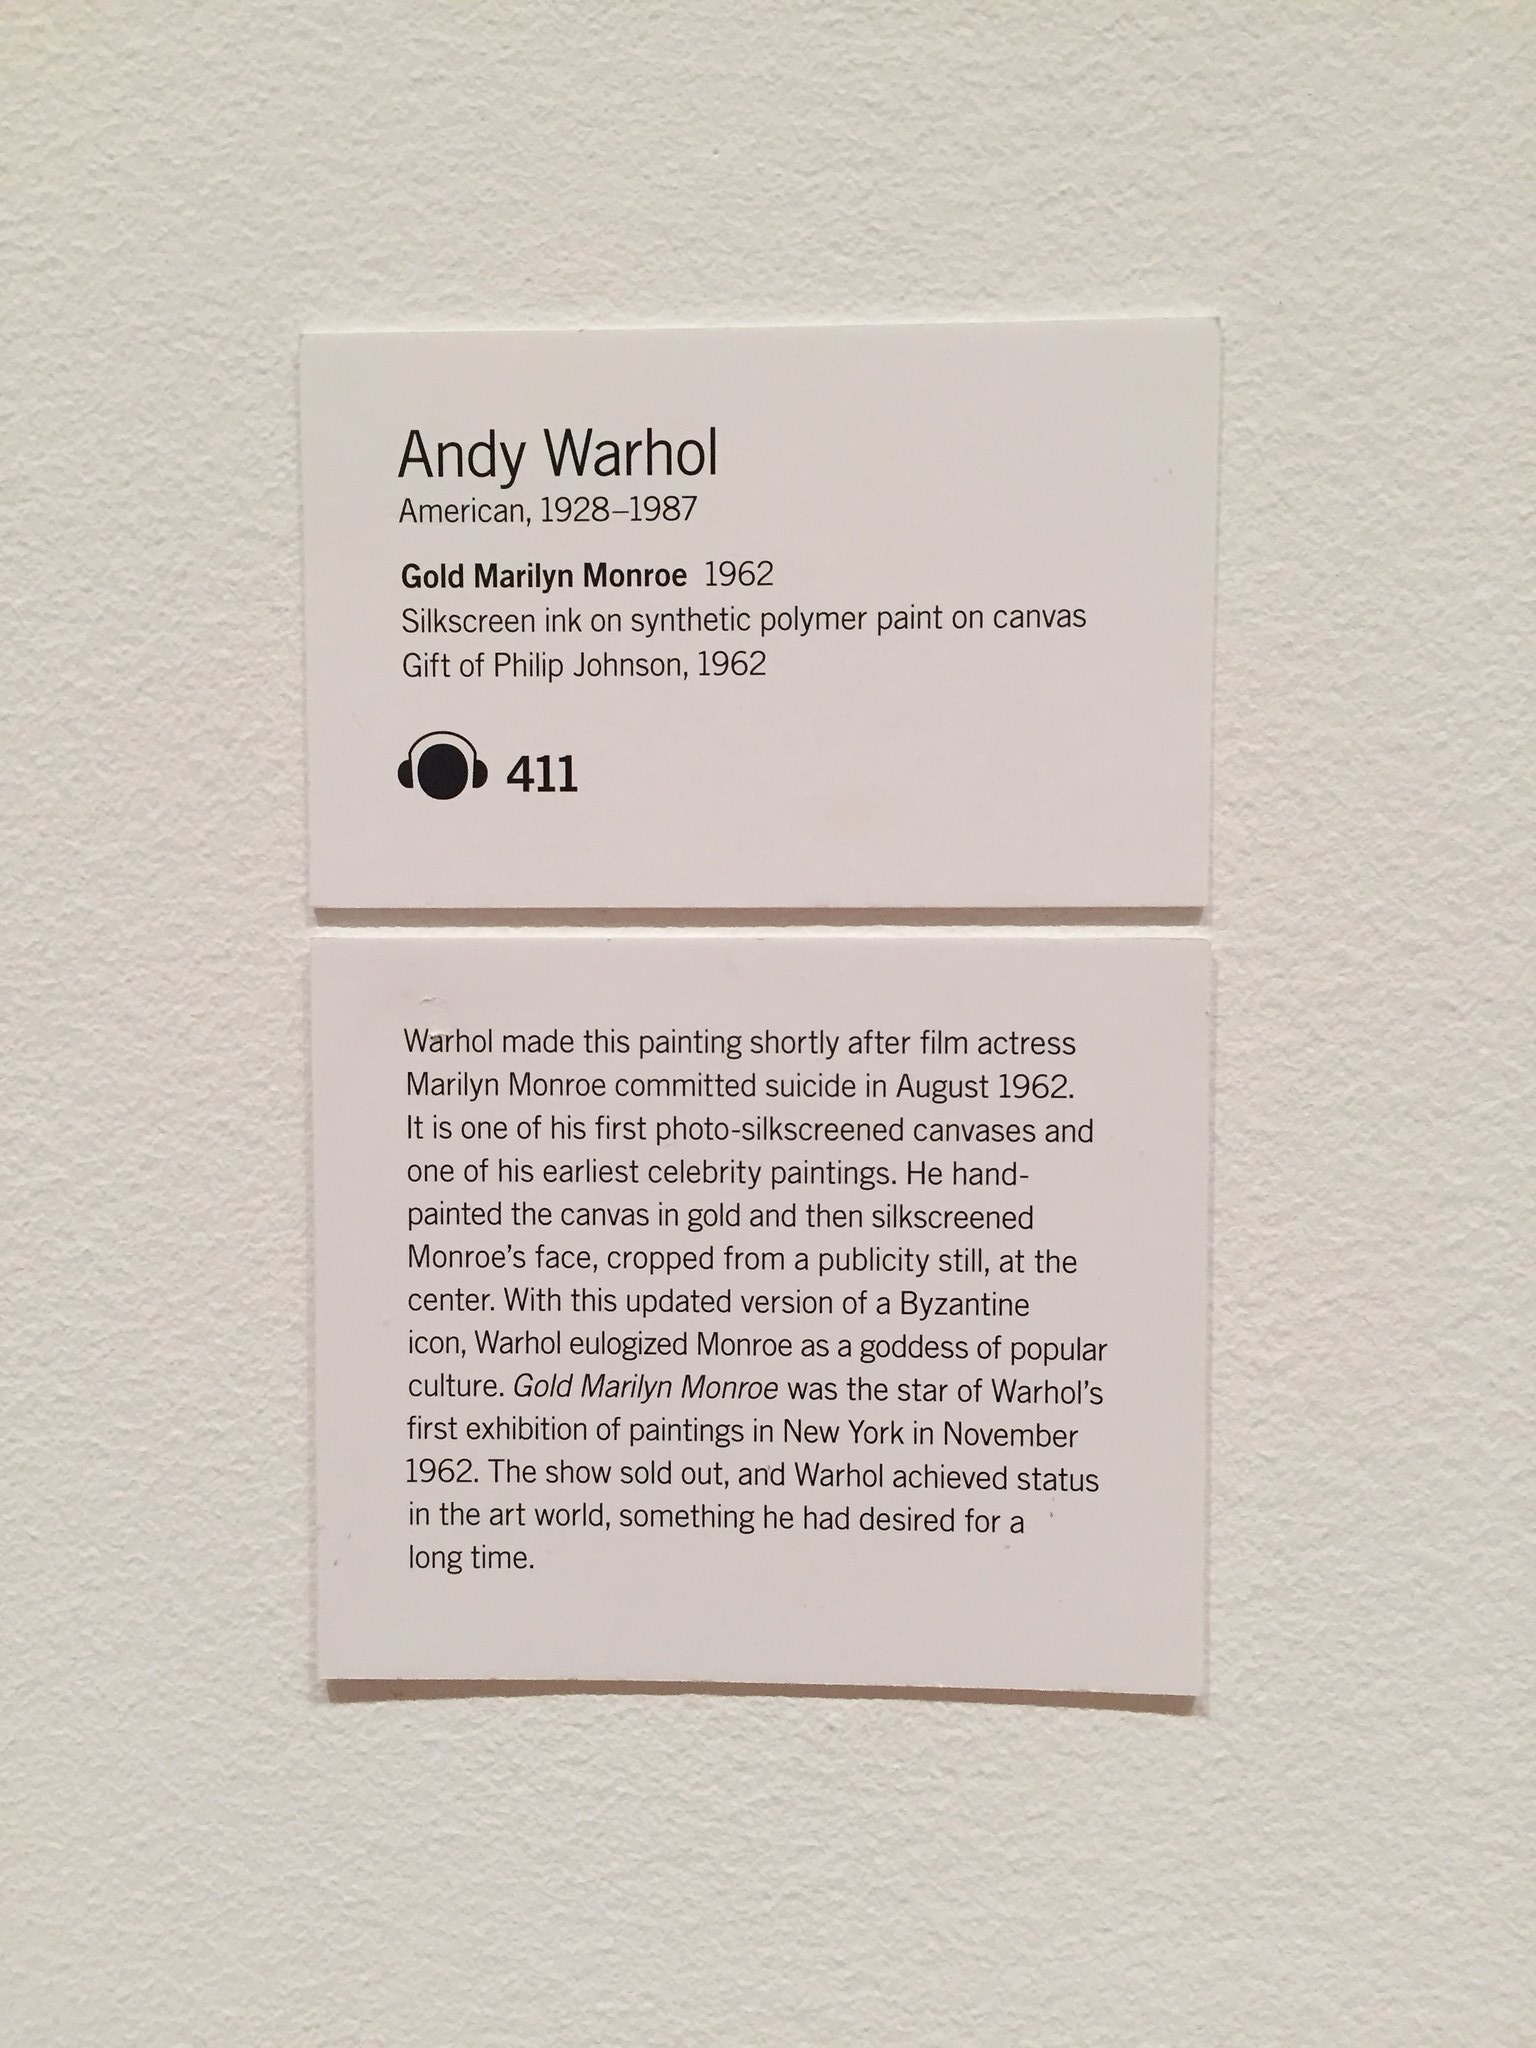 Andy Warhol
American, 1928–1987
Gold Marilyn Monroe 1962
Silkscreen ink on synthetic polymer paint on canvas
Gift of Philip Johnson, 1962
411
Warhol made this painting shortly after film actress
Marilyn Monroe committed suicide in August 1962.
It is one of his first photo-silkscreened canvases and
one of his earliest celebrity paintings. He hand-
painted the canvas in gold and then silkscreened
Monroe’s face, cropped from a publicity still, at the
center. With this updated version of a Byzantine
icon, Warhol eulogized Monroe as a goddess of popular
culture. Gold Marilyn Monroe was the star of Warhol’s
first exhibition of paintings in New York in November
1962. The show sold out, and Warhol achieved status
in the art world, something he had desired for a
long time.